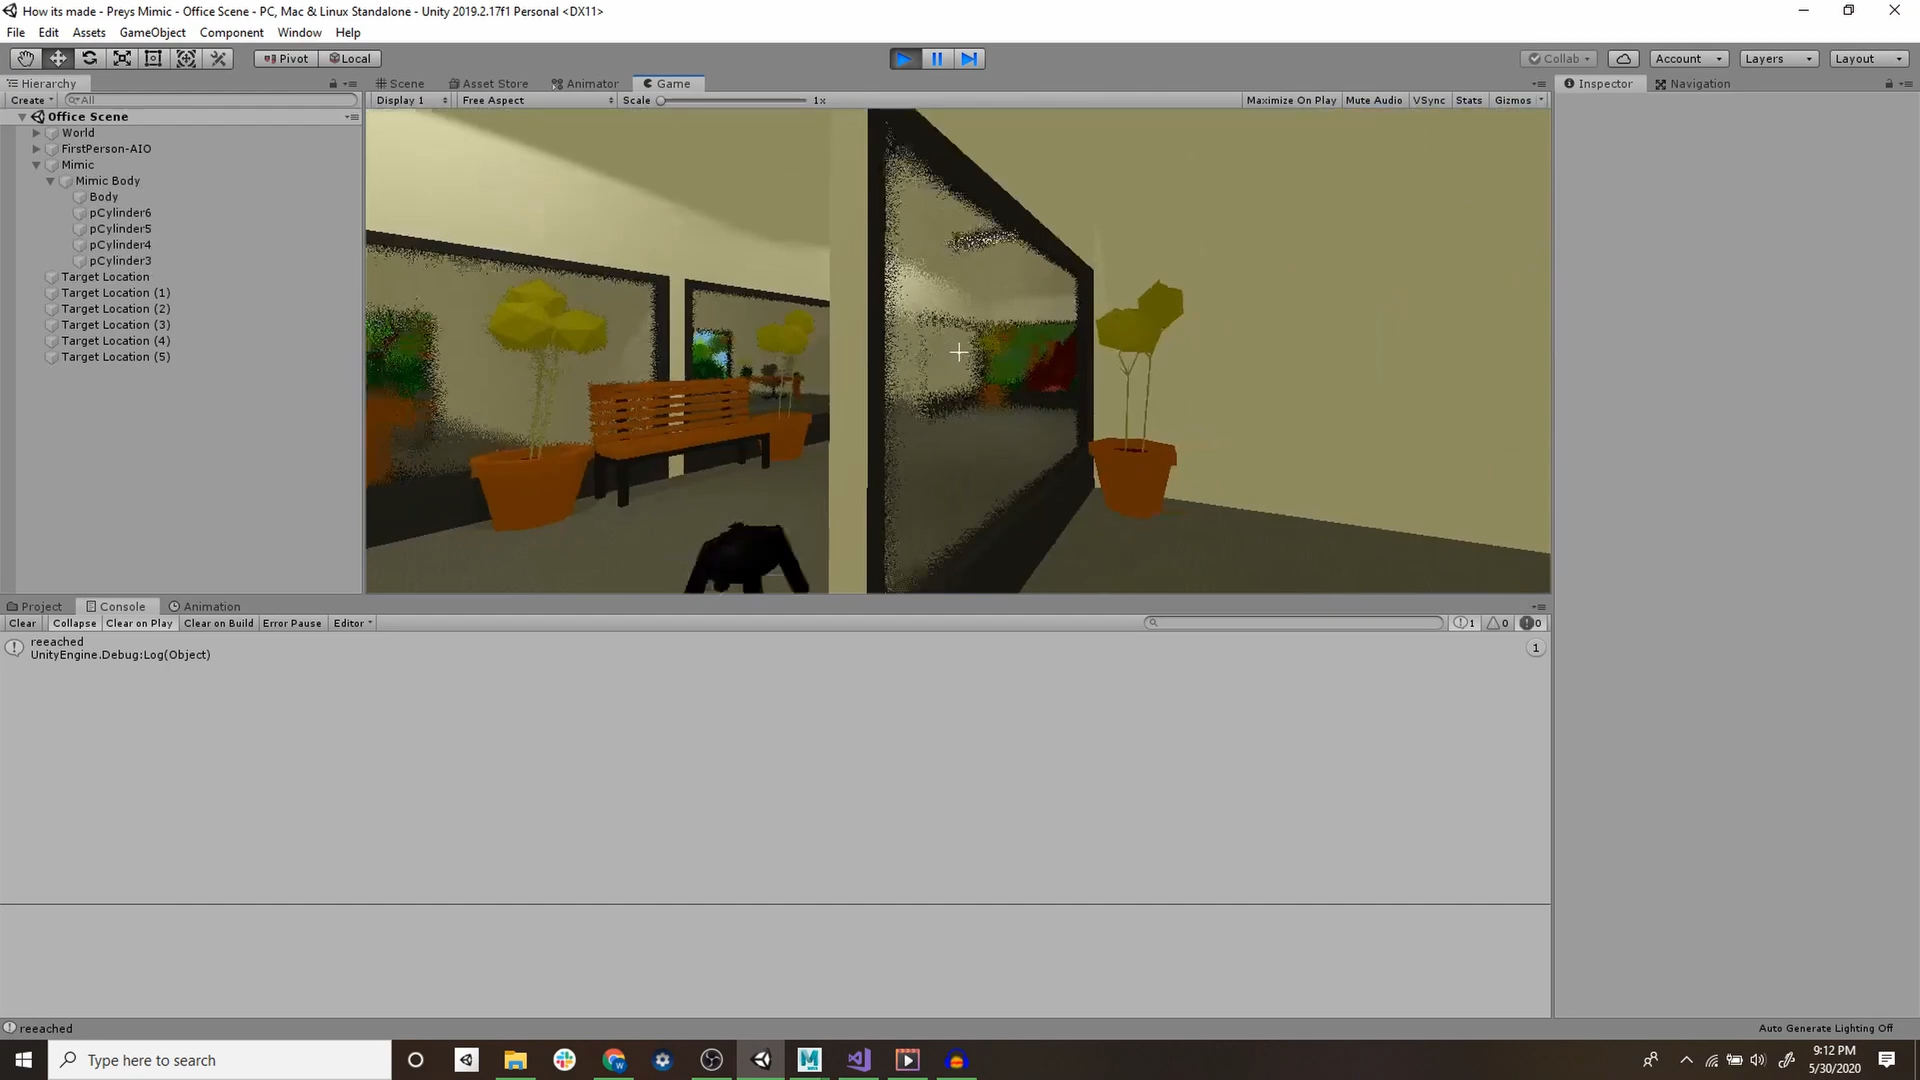 How its made - Preys Mimic - Office Scene - PC, Mac & Linux Standalone - Unity 2019.2.17f1 Personal <DX11>
File Edit Assets GameObject Component Window Help
Pivot Local Collab Account Layers Layout
Hierarchy Scene Asset Store Animator Game Inspector Navigation
Create All Display 1 Free Aspect Scale 1x Maximize On Play Mute Audio VSync Stats Gizmos
Office Scene
World
FirstPerson-AIO
Mimic
Mimic Body
Body
pCylinder6
pCylinder5
pCylinder4
pCylinder3
Target Location
Target Location (1)
Target Location (2)
Target Location (3)
Target Location (4)
Target Location (5)
Project Console Animation
Clear Collapse Clear on Play Clear on Build Error Pause Editor 1 0 0
reeached
UnityEngine.Debug:Log(Object)
1
reeached
Auto Generate Lighting Off
Type here to search
9:12 PM
5/30/2020